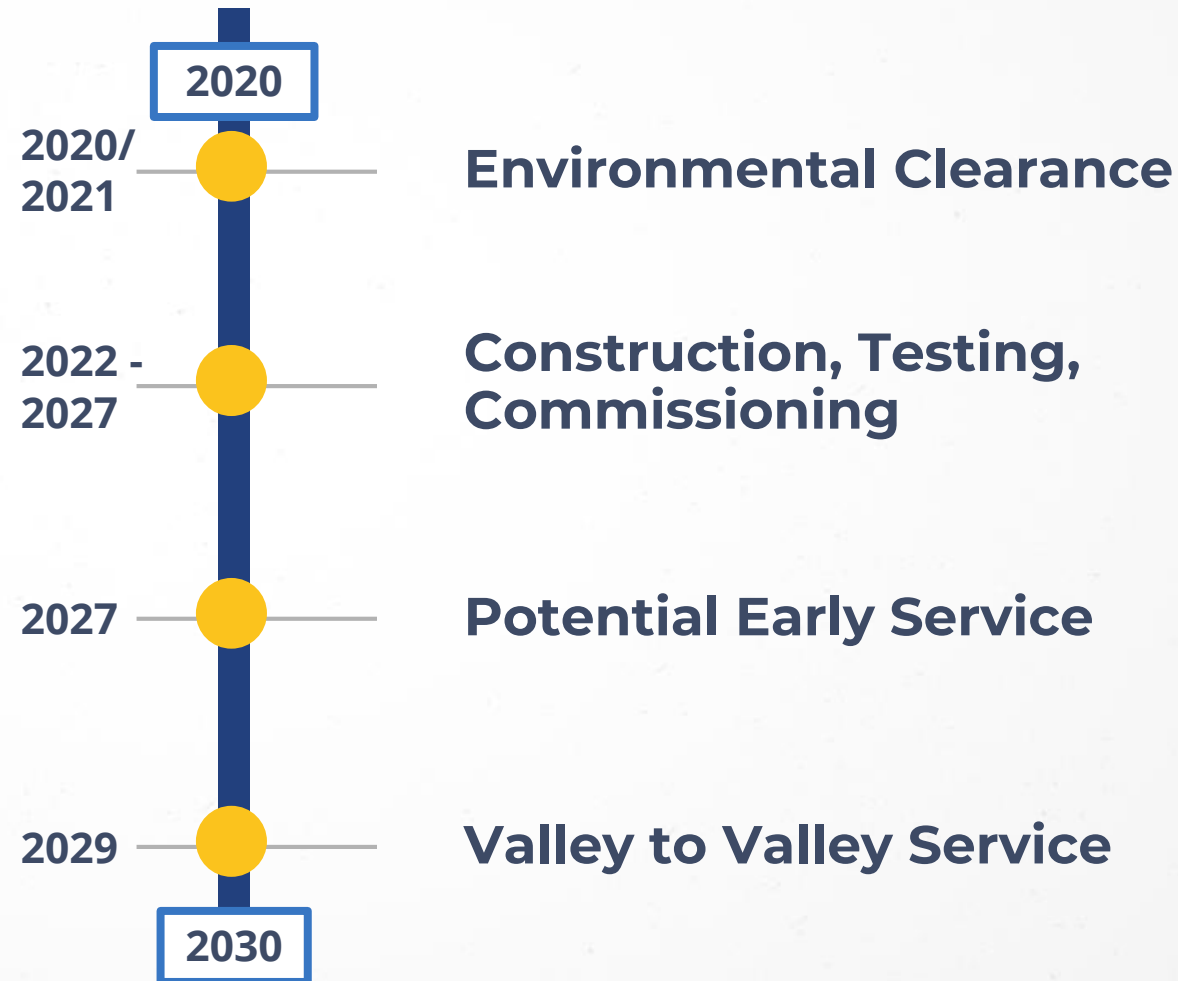 2020
2020/
2021
Environmental Clearance
2022 -
2027
Construction, Testing,
Commissioning
2027
Potential Early Service
2029
Valley to Valley Service
2030